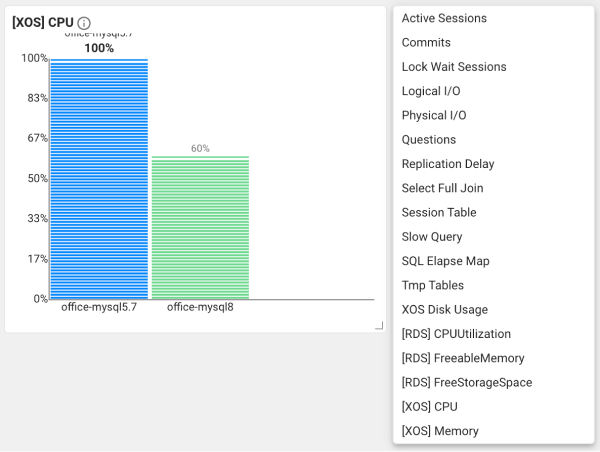 [XOS] CPU
office-mysql5.7
100%
100%
83%
67%
60%
50%
33%
17%
0%
office-mysql5.7
office-mysql8
Active Sessions
Commits
Lock Wait Sessions
Logical I/O
Physical I/O
Questions
Replication Delay
Select Full Join
Session Table
Slow Query
SQL Elapse Map
Tmp Tables
XOS Disk Usage
[RDS] CPUUtilization
[RDS] FreeableMemory
[RDS] FreeStorageSpace
[XOS] CPU
[XOS] Memory